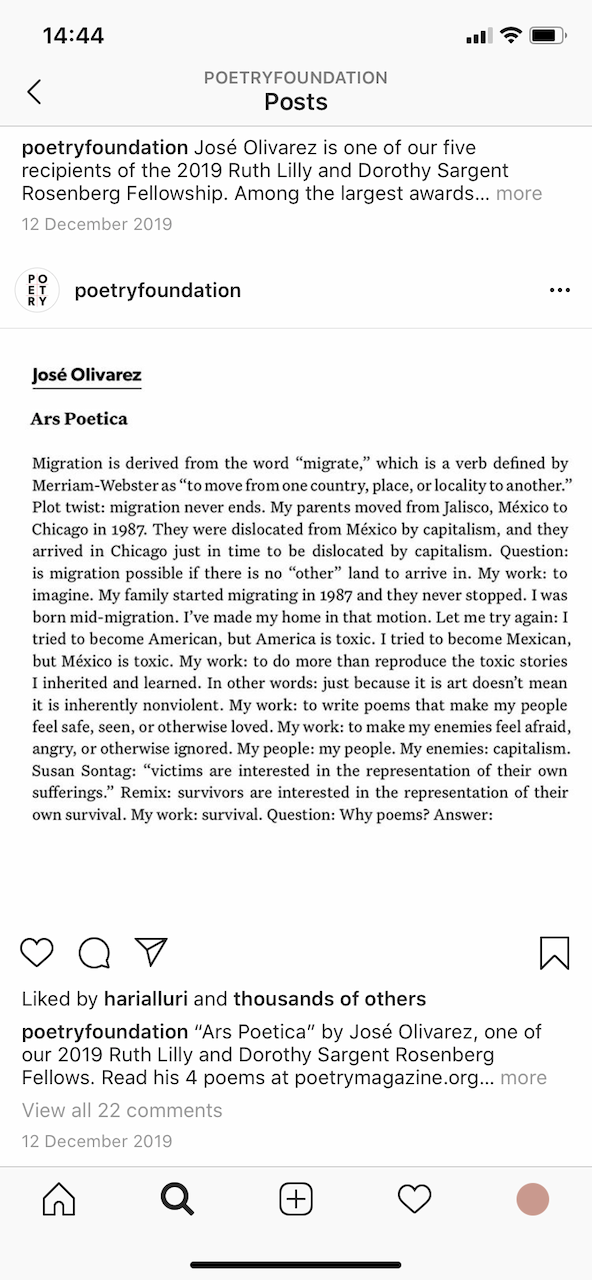 14:44
POETRYFOUNDATION
Posts
poetryfoundation José Olivarez is one of our five
recipients of the 2019 Ruth Lilly and Dorothy Sargent
Rosenberg Fellowship. Among the largest awards... more
12 December 2019
PO
ET
RY
poetryfoundation
José Olivarez
Ars Poetica
Migration is derived from the word “migrate,” which is a verb defined by
Merriam-Webster as “to move from one country, place, or locality to another.”
Plot twist: migration never ends. My parents moved from Jalisco, México to
Chicago in 1987. They were dislocated from México by capitalism, and they
arrived in Chicago just in time to be dislocated by capitalism. Question:
is migration possible if there is no “other” land to arrive in. My work: to
imagine. My family started migrating in 1987 and they never stopped. I was
born mid-migration. I’ve made my home in that motion. Let me try again: I
tried to become American, but America is toxic. I tried to become Mexican,
but México is toxic. My work: to do more than reproduce the toxic stories
I inherited and learned. In other words: just because it is art doesn’t mean
it is inherently nonviolent. My work: to write poems that make my people
feel safe, seen, or otherwise loved. My work: to make my enemies feel afraid,
angry, or otherwise ignored. My people: my people. My enemies: capitalism.
Susan Sontag: “victims are interested in the representation of their own
sufferings.” Remix: survivors are interested in the representation of their
own survival. My work: survival. Question: Why poems? Answer:
Liked by harialluri and thousands of others
poetryfoundation “Ars Poetica” by José Olivarez, one of
our 2019 Ruth Lilly and Dorothy Sargent Rosenberg
Fellows. Read his 4 poems at poetrymagazine.org... more
View all 22 comments
12 December 2019